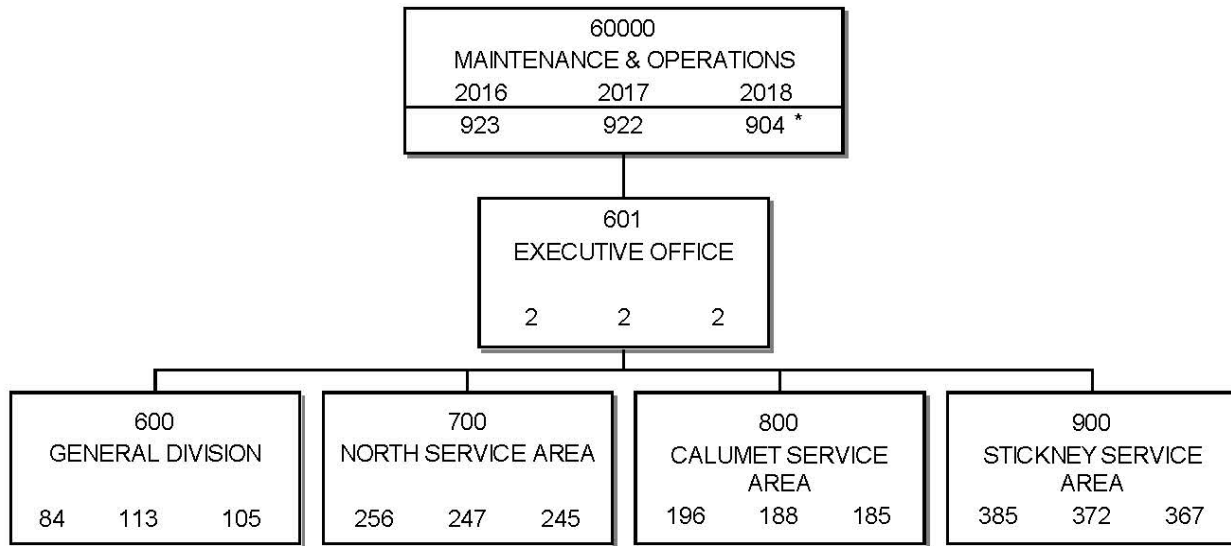 60000
MAINTENANCE & OPERATIONS
2016 2017 2018
923 922 904 *
601
EXECUTIVE OFFICE
2 2 2
600
GENERAL DIVISION
84 113 105
700
NORTH SERVICE AREA
256 247 245
800
CALUMET SERVICE
AREA
196 188 185
900
STICKNEY SERVICE
AREA
385 372 367